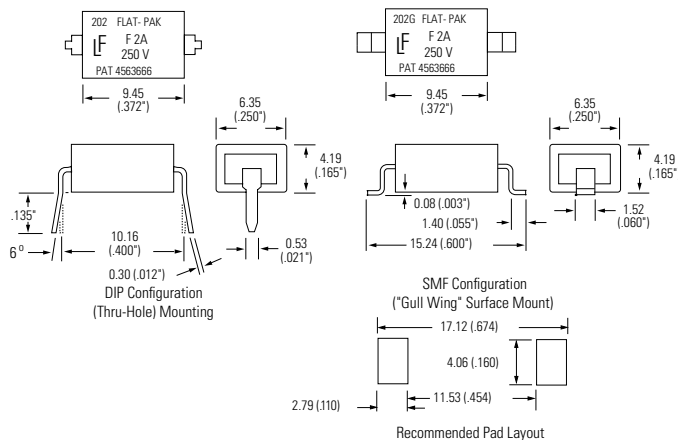 202 FLAT-PAK
LF
F 2A
250 V
PAT 4563666
9.45
(.372")
202G FLAT-PAK
LF
F 2A
250 V
PAT 4563666
9.45
(.372")
6.35
(.250")
4.19
(.165")
.135"
6°
10.16
(.400")
0.30 (.012")
0.53
(.021")
DIP Configuration
(Thru-Hole) Mounting
6.35
(.250")
4.19
(.165"
0.08 (.003")
1.40 (.055")
15.24 (.600")
1.52
(.060")
SMF Configuration
("Gull Wing" Surface Mount)
17.12 (.674)
4.06 (.160)
2.79 (.110)
11.53 (.454)
Recommended Pad Layout